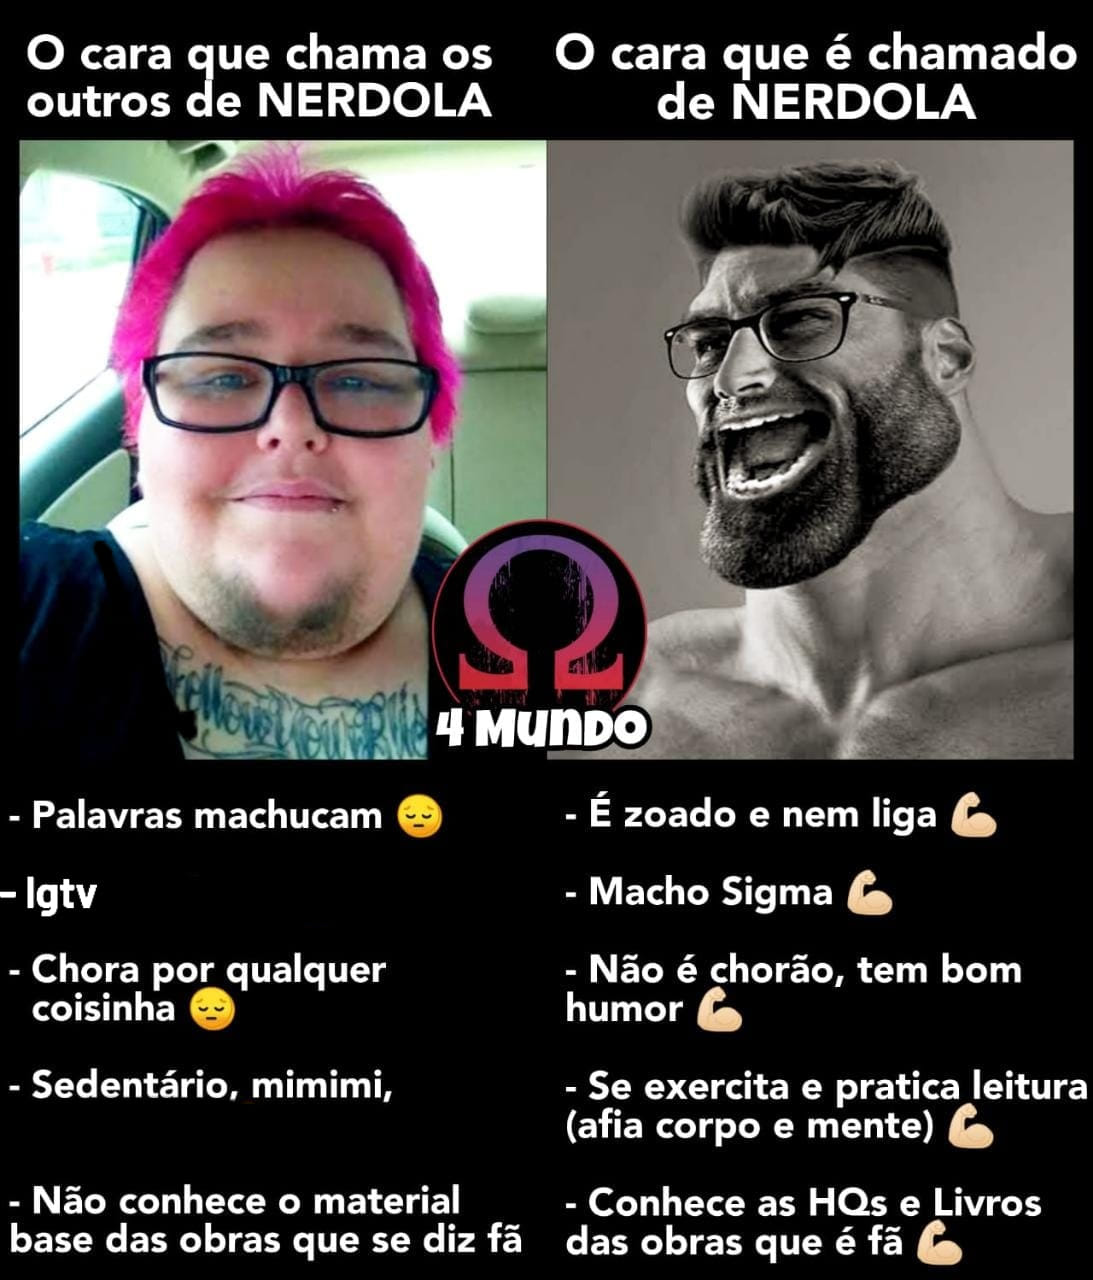 O cara que chama os
outros de NERDOLA
O cara que é chamado
de NERDOLA
4 Mundo
- Palavras machucam 😔
- Igtv
- Chora por qualquer
coisinha 😔
- Sedentário, mimimi,
- Não conhece o material
base das obras que se diz fã
- É zoado e nem liga 💪🏻
- Macho Sigma 💪🏻
- Não é chorão, tem bom
humor 💪🏻
- Se exercita e pratica leitura
(afia corpo e mente) 💪🏻
- Conhece as HQs e Livros
das obras que é fã 💪🏻